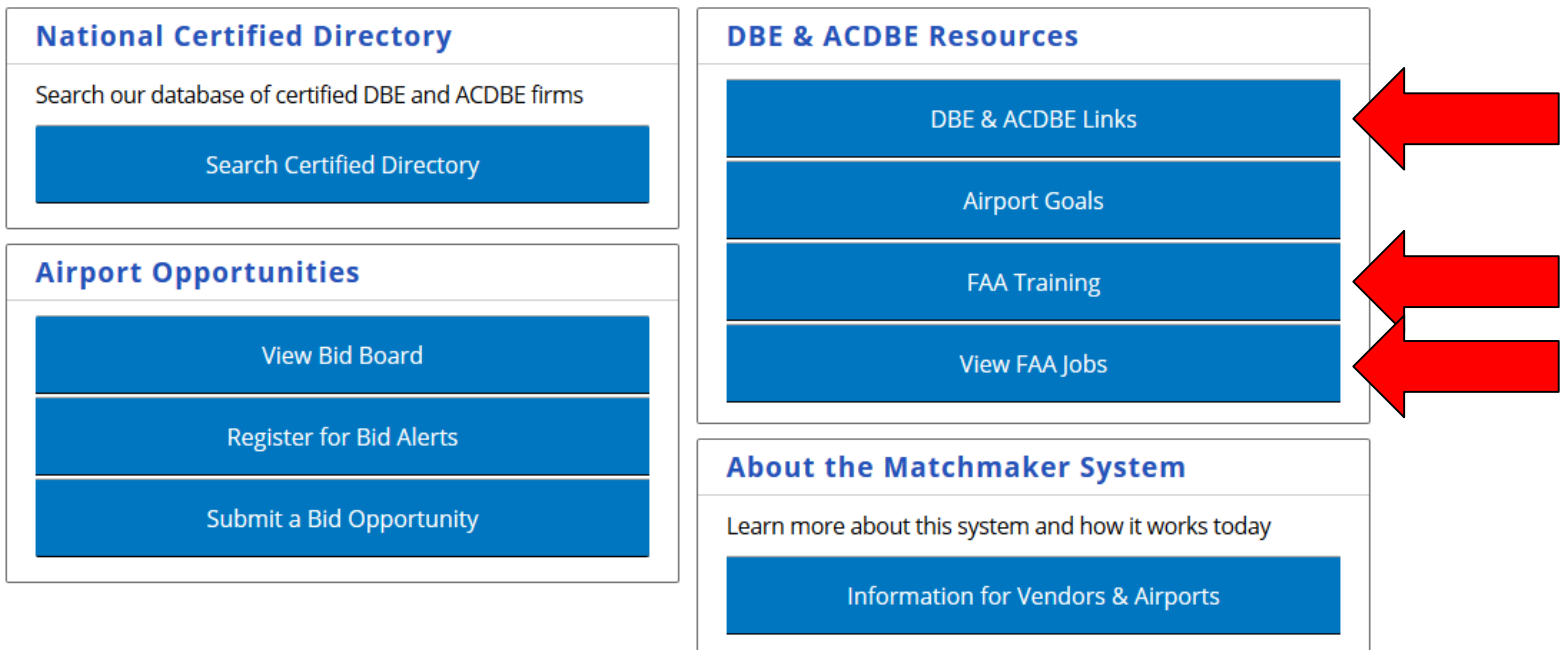 National Certified Directory
Search our database of certified DBE and ACDBE firms
Search Certified Directory
Airport Opportunities
View Bid Board
Register for Bid Alerts
Submit a Bid Opportunity
DBE & ACDBE Resources
DBE & ACDBE Links
Airport Goals
FAA Training
View FAA Jobs
About the Matchmaker System
Learn more about this system and how it works today
Information for Vendors & Airports